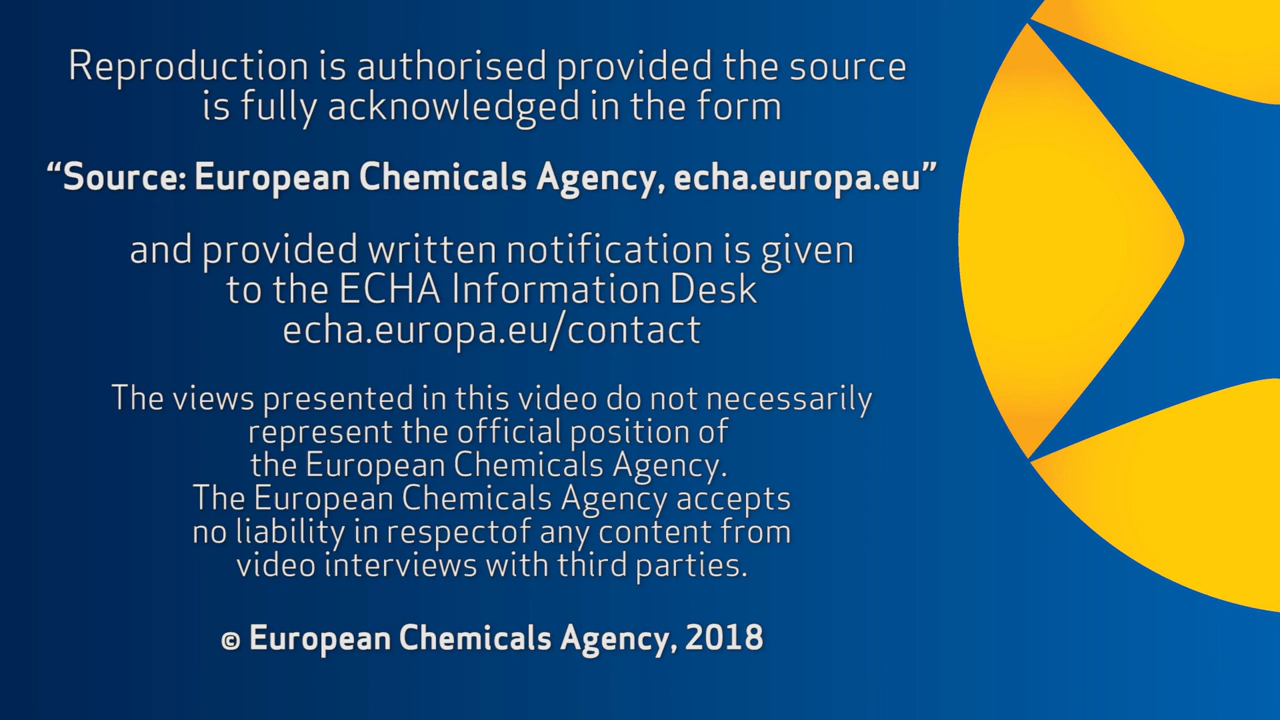 Reproduction is authorised provided the source
is fully acknowledged in the form
“Source: European Chemicals Agency, echa.europa.eu”
and provided written notification is given
to the ECHA Information Desk
echa.europa.eu/contact
The views presented in this video do not necessarily
represent the official position of
the European Chemicals Agency.
The European Chemicals Agency accepts
no liability in respectof any content from
video interviews with third parties.
© European Chemicals Agency, 2018